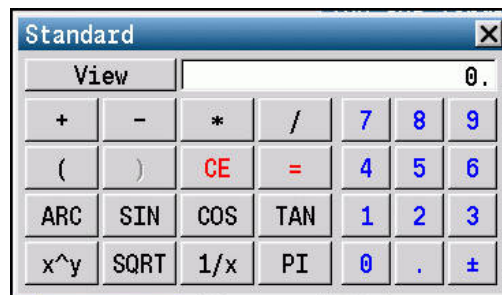 Standard
View 0.
+ - * / 7 8 9
( ) CE = 4 5 6
ARC SIN COS TAN 1 2 3
x^y SQRT 1/x PI 0 . ±